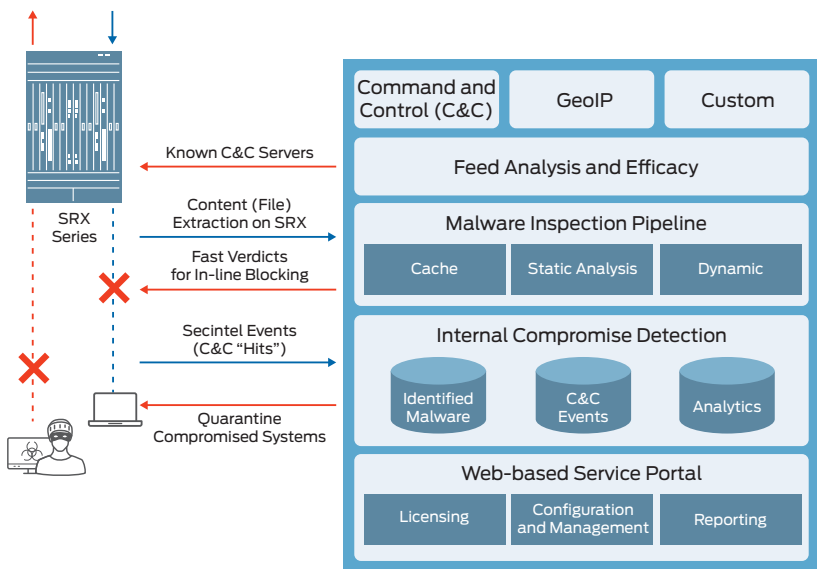 Command and
Control (C&C)
GeoIP
Custom
Known C&C Servers
Feed Analysis and Efficacy
SRX
Series
Content (File)
Extraction on SRX
Malware Inspection Pipeline
Fast Verdicts
for In-line Blocking
Cache
Static Analysis
Dynamic
Secintel Events
(C&C “Hits”)
Internal Compromise Detection
Identified
Malware
C&C
Events
Analytics
Quarantine
Compromised Systems
Web-based Service Portal
Licensing
Configuration
and Management
Reporting